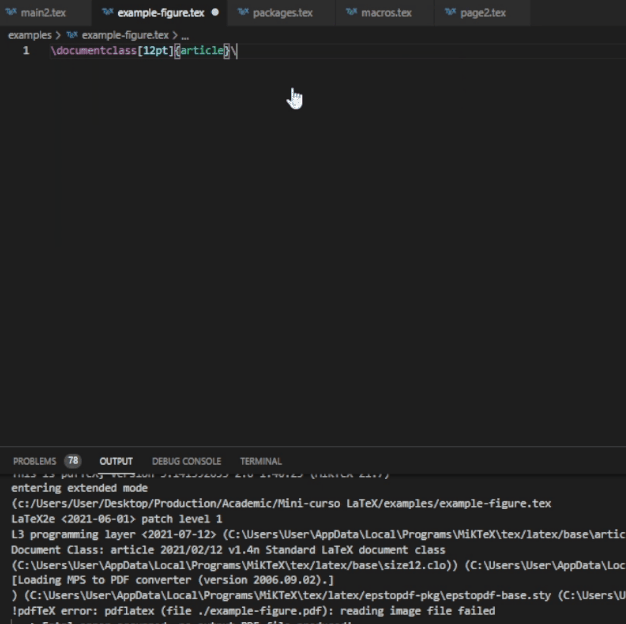 main2.tex example-figure.tex packages.tex macros.tex page2.tex
examples > example-figure.tex > ...
1 \documentclass[12pt]{article}\
PROBLEMS 78 OUTPUT DEBUG CONSOLE TERMINAL
entering extended mode
(c:/Users/User/Desktop/Production/Academic/Mini-curso LaTeX/examples/example-figure.tex
LaTeX2e <2021-06-01> patch level 1
L3 programming layer <2021-07-12> (C:\Users\User\AppData\Local\Programs\MiKTeX\tex/latex/base\artic
Document Class: article 2021/02/12 v1.4n Standard LaTeX document class
(C:\Users\User\AppData\Local\Programs\MiKTeX\tex/latex/base\size12.clo)) (C:\Users\User\AppData\Loc
[Loading MPS to PDF converter (version 2006.09.02).]
) (C:\Users\User\AppData\Local\Programs\MiKTeX\tex/latex/epstopdf-pkg\epstopdf-base.sty (C:\Users\U
!pdfTeX error: pdflatex (file ./example-figure.pdf): reading image file failed